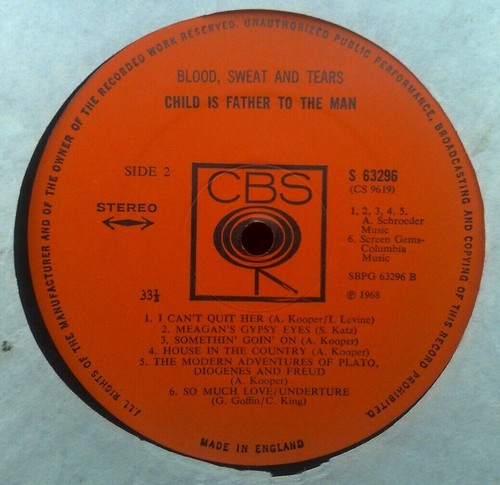 ALL RIGHTS OF THE MANUFACTURER AND OF THE OWNER OF THE RECORDED WORK RESERVED. UNAUTHORIZED PUBLIC PERFORMANCE, BROADCASTING AND COPYING OF THIS RECORD PROHIBITED.
BLOOD, SWEAT AND TEARS
CHILD IS FATHER TO THE MAN
SIDE 2
STEREO
CBS
S 63296
(CS 9619)
1, 2, 3, 4, 5.
A. Schroeder
Music
6. Screen Gems-
Columbia
Music
SBPG 63296 B
℗ 1968
33⅓
1. I CAN'T QUIT HER (A. Kooper/I. Levine)
2. MEAGAN'S GYPSY EYES (S. Katz)
3. SOMETHIN' GOIN' ON (A. Kooper)
4. HOUSE IN THE COUNTRY (A. Kooper)
5. THE MODERN ADVENTURES OF PLATO,
DIOGENES AND FREUD
(A. Kooper)
6. SO MUCH LOVE/UNDERTURE
(G. Goffin/C. King)
MADE IN ENGLAND